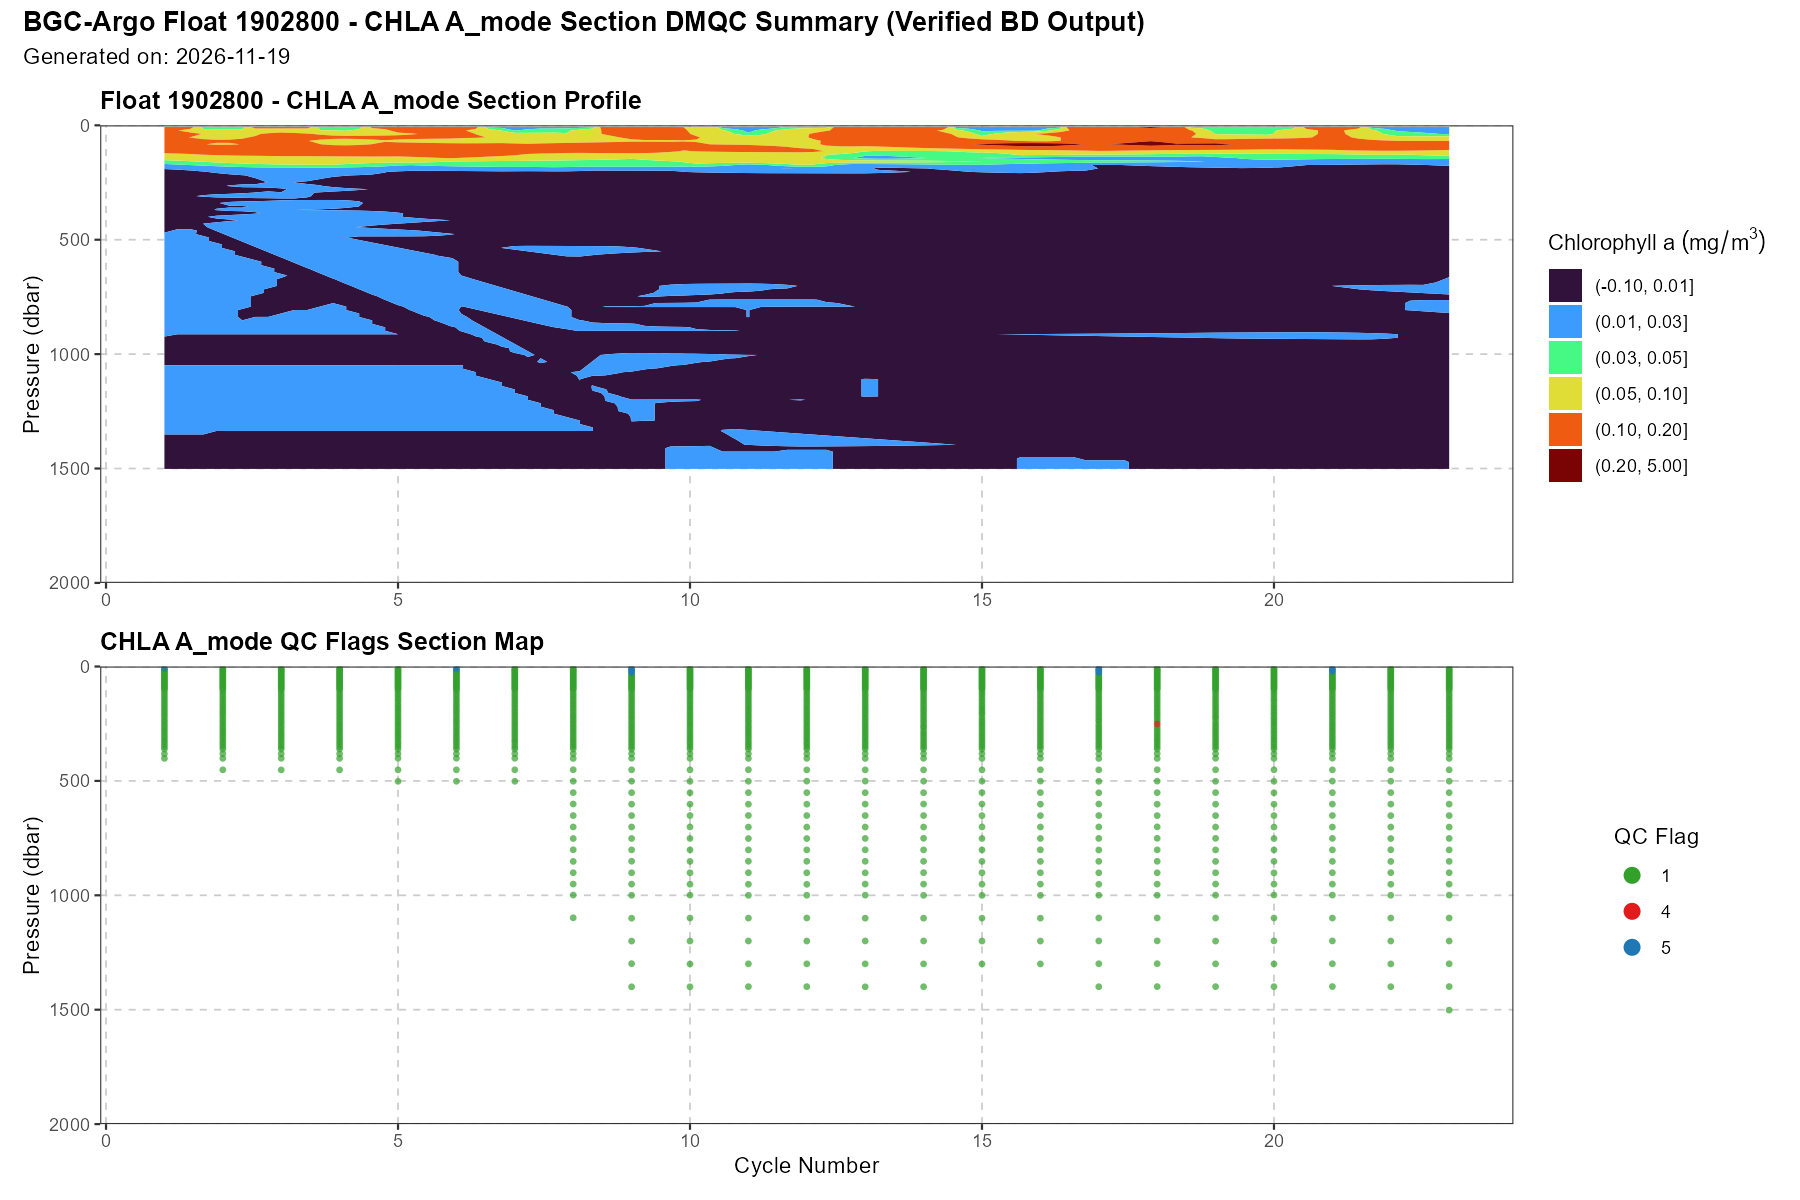 BGC-Argo Float 1902800 - CHLA A_mode Section DMQC Summary (Verified BD Output)
Generated on: 2026-11-19
Float 1902800 - CHLA A_mode Section Profile
0
500
1000
1500
2000
Pressure (dbar)
0 5 10 15 20
Chlorophyll a (mg/m³)
(-0.10, 0.01]
(0.01, 0.03]
(0.03, 0.05]
(0.05, 0.10]
(0.10, 0.20]
(0.20, 5.00]
CHLA A_mode QC Flags Section Map
0
500
1000
1500
2000
Pressure (dbar)
0 5 10 15 20
Cycle Number
QC Flag
1
4
5